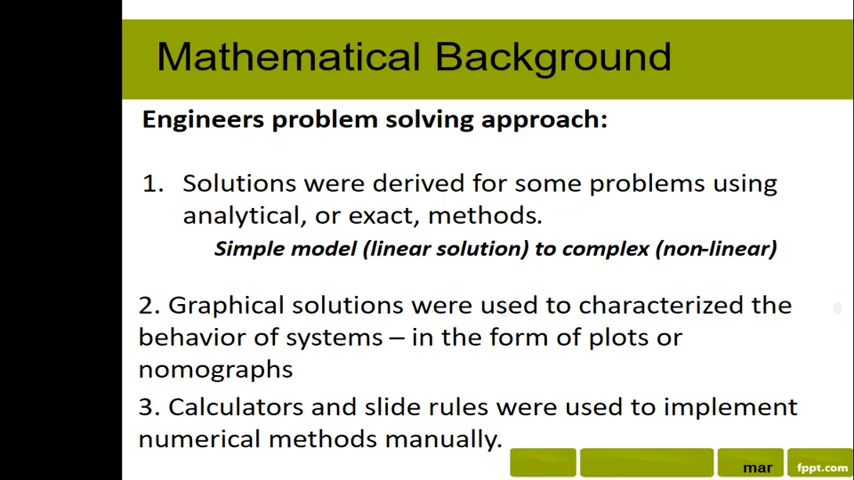 Mathematical Background
Engineers problem solving approach:
1. Solutions were derived for some problems using
analytical, or exact, methods.
Simple model (linear solution) to complex (non-linear)
2. Graphical solutions were used to characterized the
behavior of systems – in the form of plots or
nomographs
3. Calculators and slide rules were used to implement
numerical methods manually.
mar
fppt.com